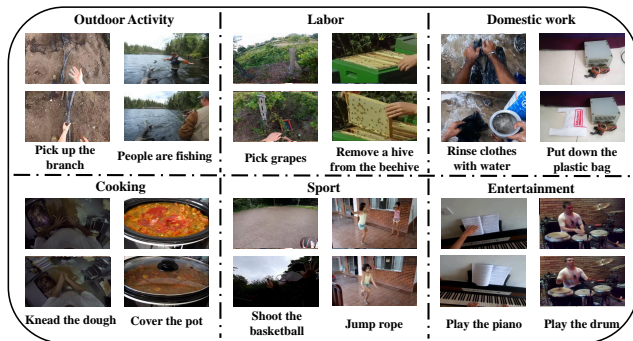 Outdoor Activity
Labor
Domestic work
Pick up the
branch
People are fishing
Pick grapes
Remove a hive
from the beehive
Rinse clothes
with water
Put down the
plastic bag
Cooking
Sport
Entertainment
Knead the dough
Cover the pot
Shoot the
basketball
Jump rope
Play the piano
Play the drum